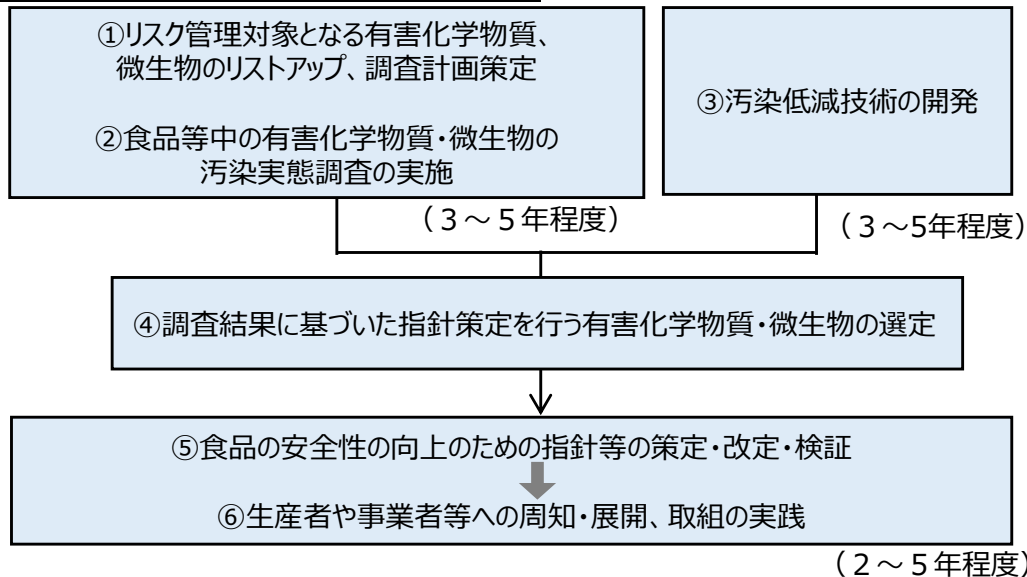 ①リスク管理対象となる有害化学物質、
微生物のリストアップ、調査計画策定
②食品等中の有害化学物質・微生物の
汚染実態調査の実施
③汚染低減技術の開発
（３～５年程度）
（３～5年程度）
④調査結果に基づいた指針策定を行う有害化学物質・微生物の選定
⑤食品の安全性の向上のための指針等の策定・改定・検証
⑥生産者や事業者等への周知・展開、取組の実践
（２～５年程度）